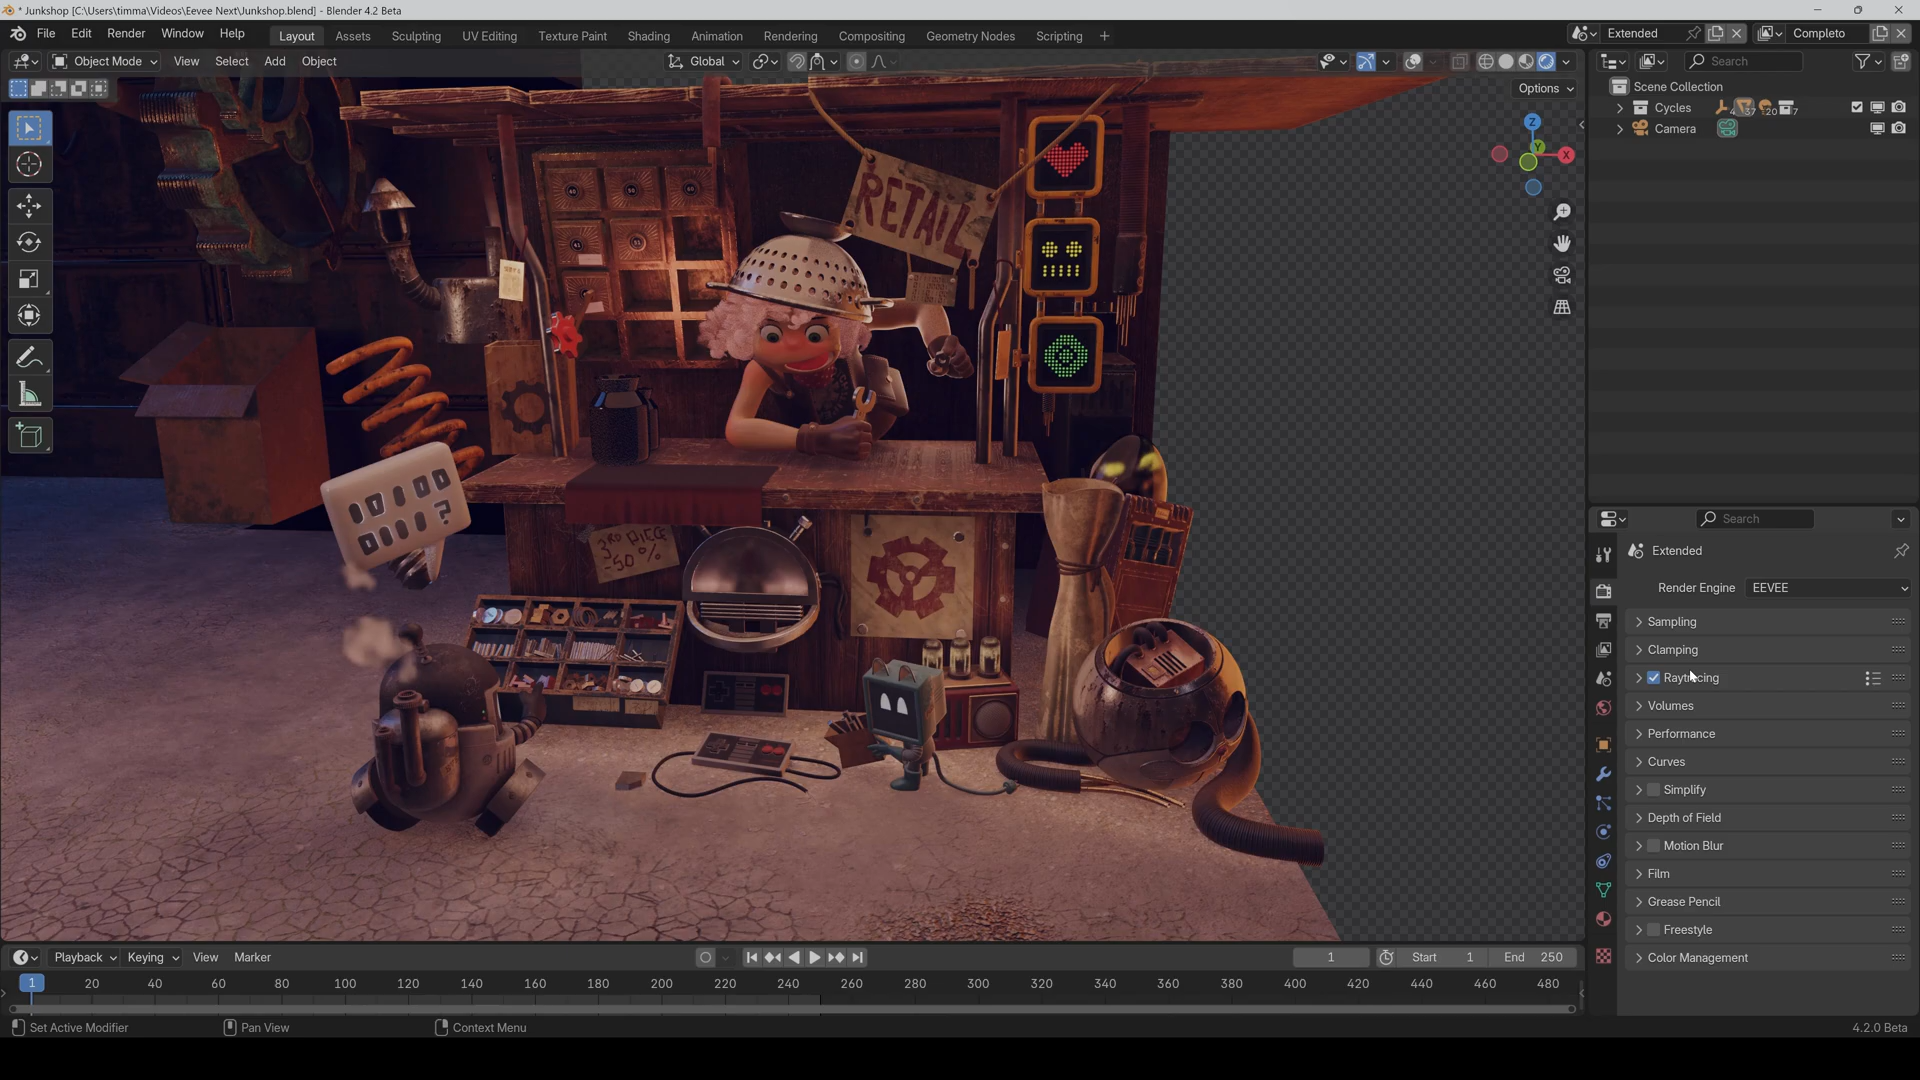 * Junkshop [C:\Users\timma\Videos\Eevee Next\Junkshop.blend] - Blender 4.2 Beta
File Edit Render Window Help Layout Assets Sculpting UV Editing Texture Paint Shading Animation Rendering Compositing Geometry Nodes Scripting + Extended Completo
Object Mode View Select Add Object Global Search
Options
Scene Collection
Cycles 4 37 20 7
Camera
Z
Y
X
RETAIL
3RD PIECE
-50%
Search
Extended
Render Engine EEVEE
Sampling
Clamping
Raytracing
Volumes
Performance
Curves
Simplify
Depth of Field
Motion Blur
Film
Grease Pencil
Freestyle
Color Management
Playback Keying View Marker 1 Start 1 End 250
1 20 40 60 80 100 120 140 160 180 200 220 240 260 280 300 320 340 360 380 400 420 440 460 480
Set Active Modifier Pan View Context Menu 4.2.0 Beta